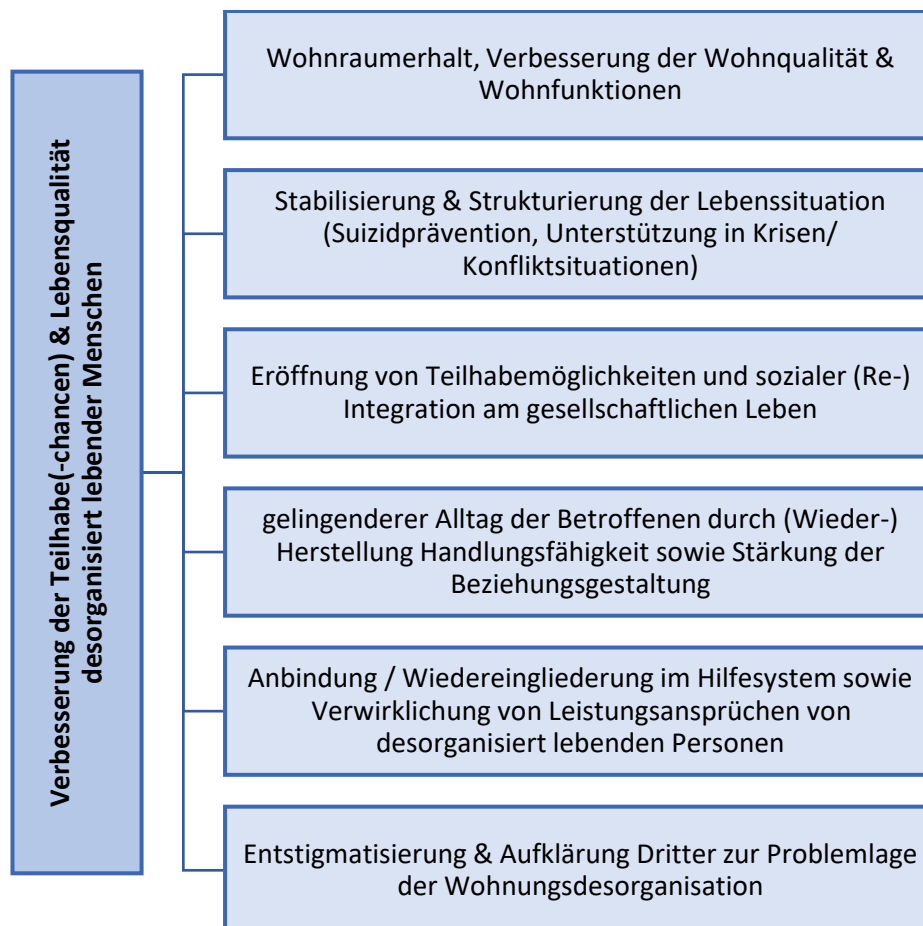 Verbesserung der Teilhabe(-chancen) & Lebensqualität
desorganisiert lebender Menschen
Wohnraumerhalt, Verbesserung der Wohnqualität &
Wohnfunktionen
Stabilisierung & Strukturierung der Lebenssituation
(Suizidprävention, Unterstützung in Krisen/
Konfliktsituationen)
Eröffnung von Teilhabemöglichkeiten und sozialer (Re-)
Integration am gesellschaftlichen Leben
gelingenderer Alltag der Betroffenen durch (Wieder-)
Herstellung Handlungsfähigkeit sowie Stärkung der
Beziehungsgestaltung
Anbindung / Wiedereingliederung im Hilfesystem sowie
Verwirklichung von Leistungsansprüchen von
desorganisiert lebenden Personen
Entstigmatisierung & Aufklärung Dritter zur Problemlage
der Wohnungsdesorganisation